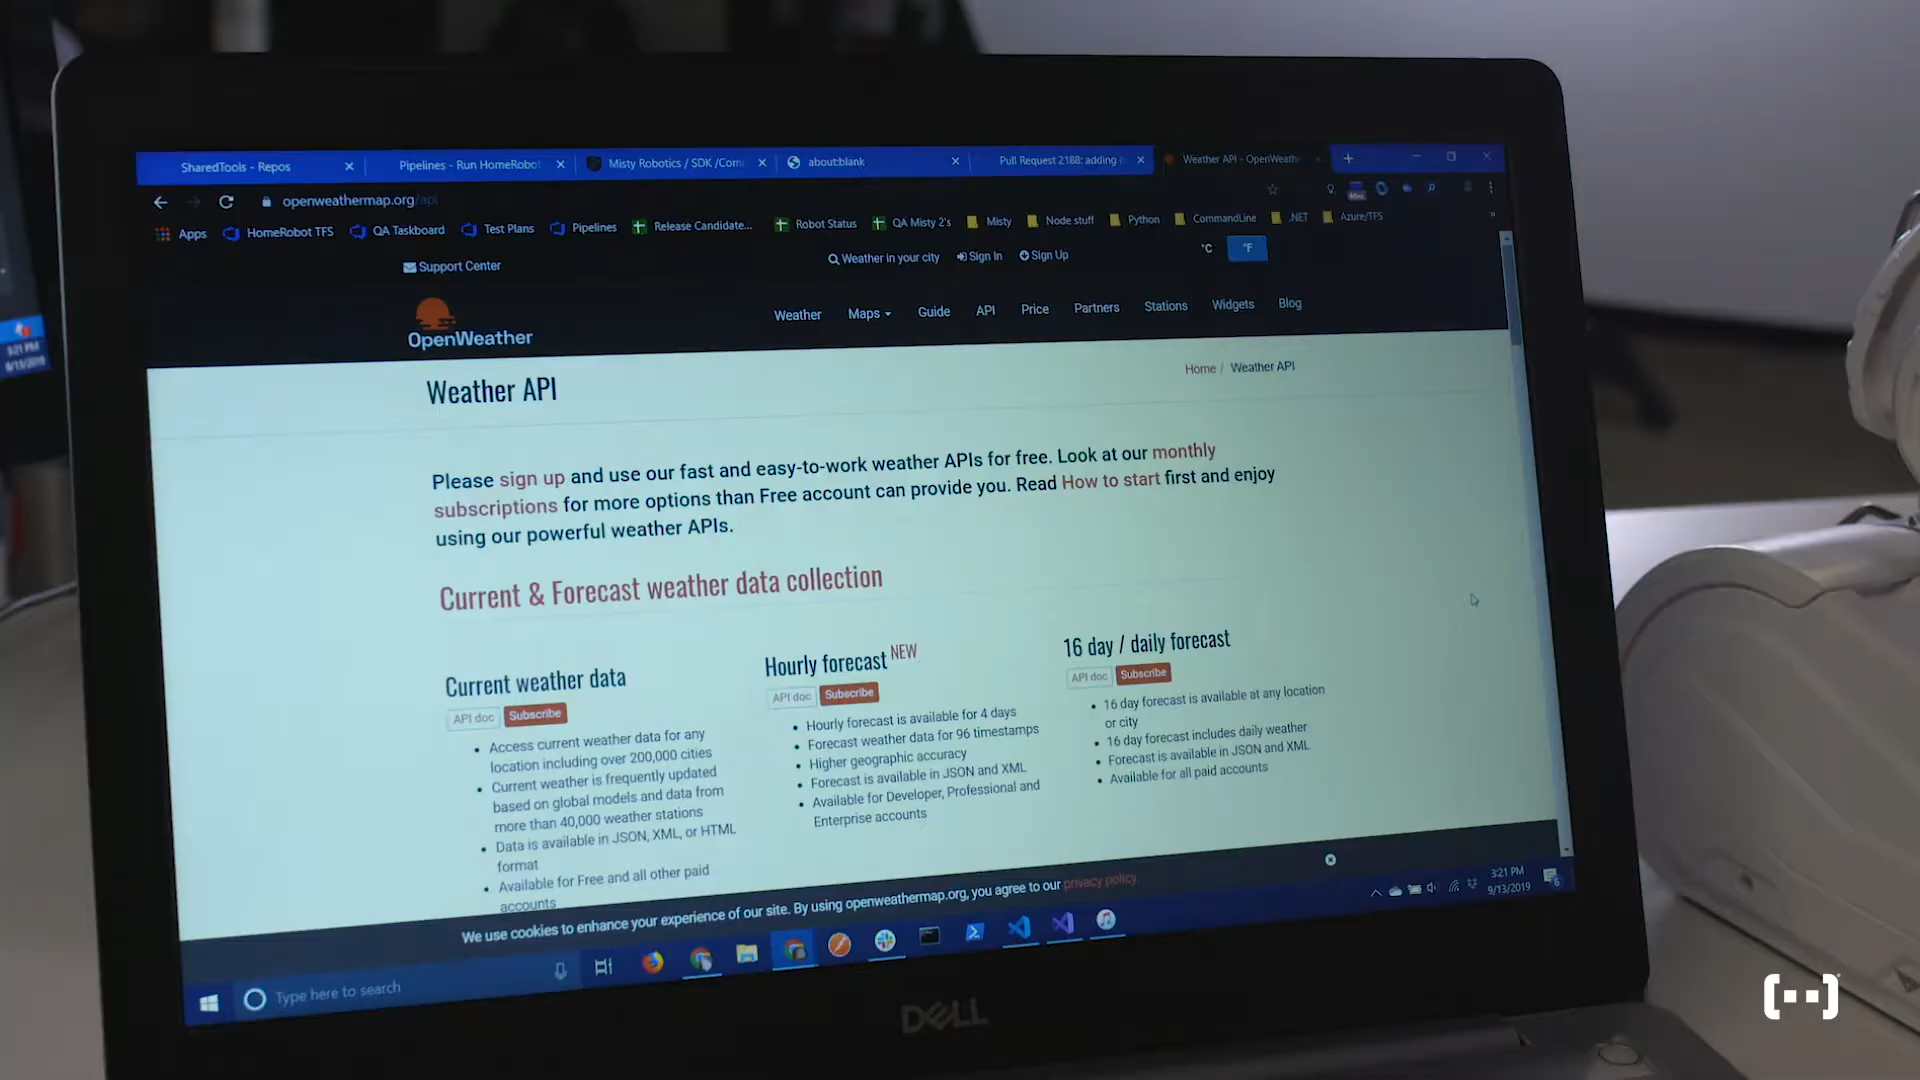 SharedTools - Repos
Pipelines - Run HomeRobot
Misty Robotics / SDK /Com
about:blank
Pull Request 2188: adding
Weather API - OpenWeath
openweathermap.org/api
Apps
HomeRobot TFS
QA Taskboard
Test Plans
Pipelines
Release Candidate...
Robot Status
QA Misty 2's
Misty
Node stuff
Python
CommandLine
.NET
Azure/TFS
Support Center
Weather in your city
Sign In
Sign Up
°C
°F
OpenWeather
Weather
Maps
Guide
API
Price
Partners
Stations
Widgets
Blog
Weather API
Home / Weather API
Please sign up and use our fast and easy-to-work weather APIs for free. Look at our monthly
subscriptions for more options than Free account can provide you. Read How to start first and enjoy
using our powerful weather APIs.
Current & Forecast weather data collection
Current weather data
API doc
Subscribe
Access current weather data for any
location including over 200,000 cities
Current weather is frequently updated
based on global models and data from
more than 40,000 weather stations
Data is available in JSON, XML, or HTML
format
Available for Free and all other paid
accounts
Hourly forecast NEW
API doc
Subscribe
Hourly forecast is available for 4 days
Forecast weather data for 96 timestamps
Higher geographic accuracy
Forecast is available in JSON and XML
Available for Developer, Professional and
Enterprise accounts
16 day / daily forecast
API doc
Subscribe
16 day forecast is available at any location
or city
16 day forecast includes daily weather
Forecast is available in JSON and XML
Available for all paid accounts
We use cookies to enhance your experience of our site. By using openweathermap.org, you agree to our privacy policy.
Type here to search
3:21 PM
9/13/2019
DELL
3:21 PM
9/13/2019